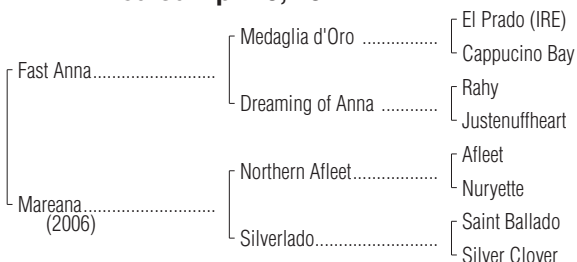 El Prado (IRE)
Medaglia d'Oro ..................
Cappucino Bay
Fast Anna.............................
Rahy
Dreaming of Anna .............
Justenuffheart
Afleet
Northern Afleet....................
Nuryette
Mareana...............................
(2006)
Saint Ballado
Silverlado.............................
Silver Clover